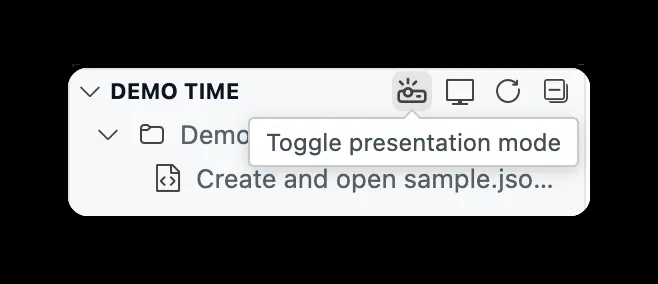 DEMO TIME
Demo
Toggle presentation mode
Create and open sample.jso...